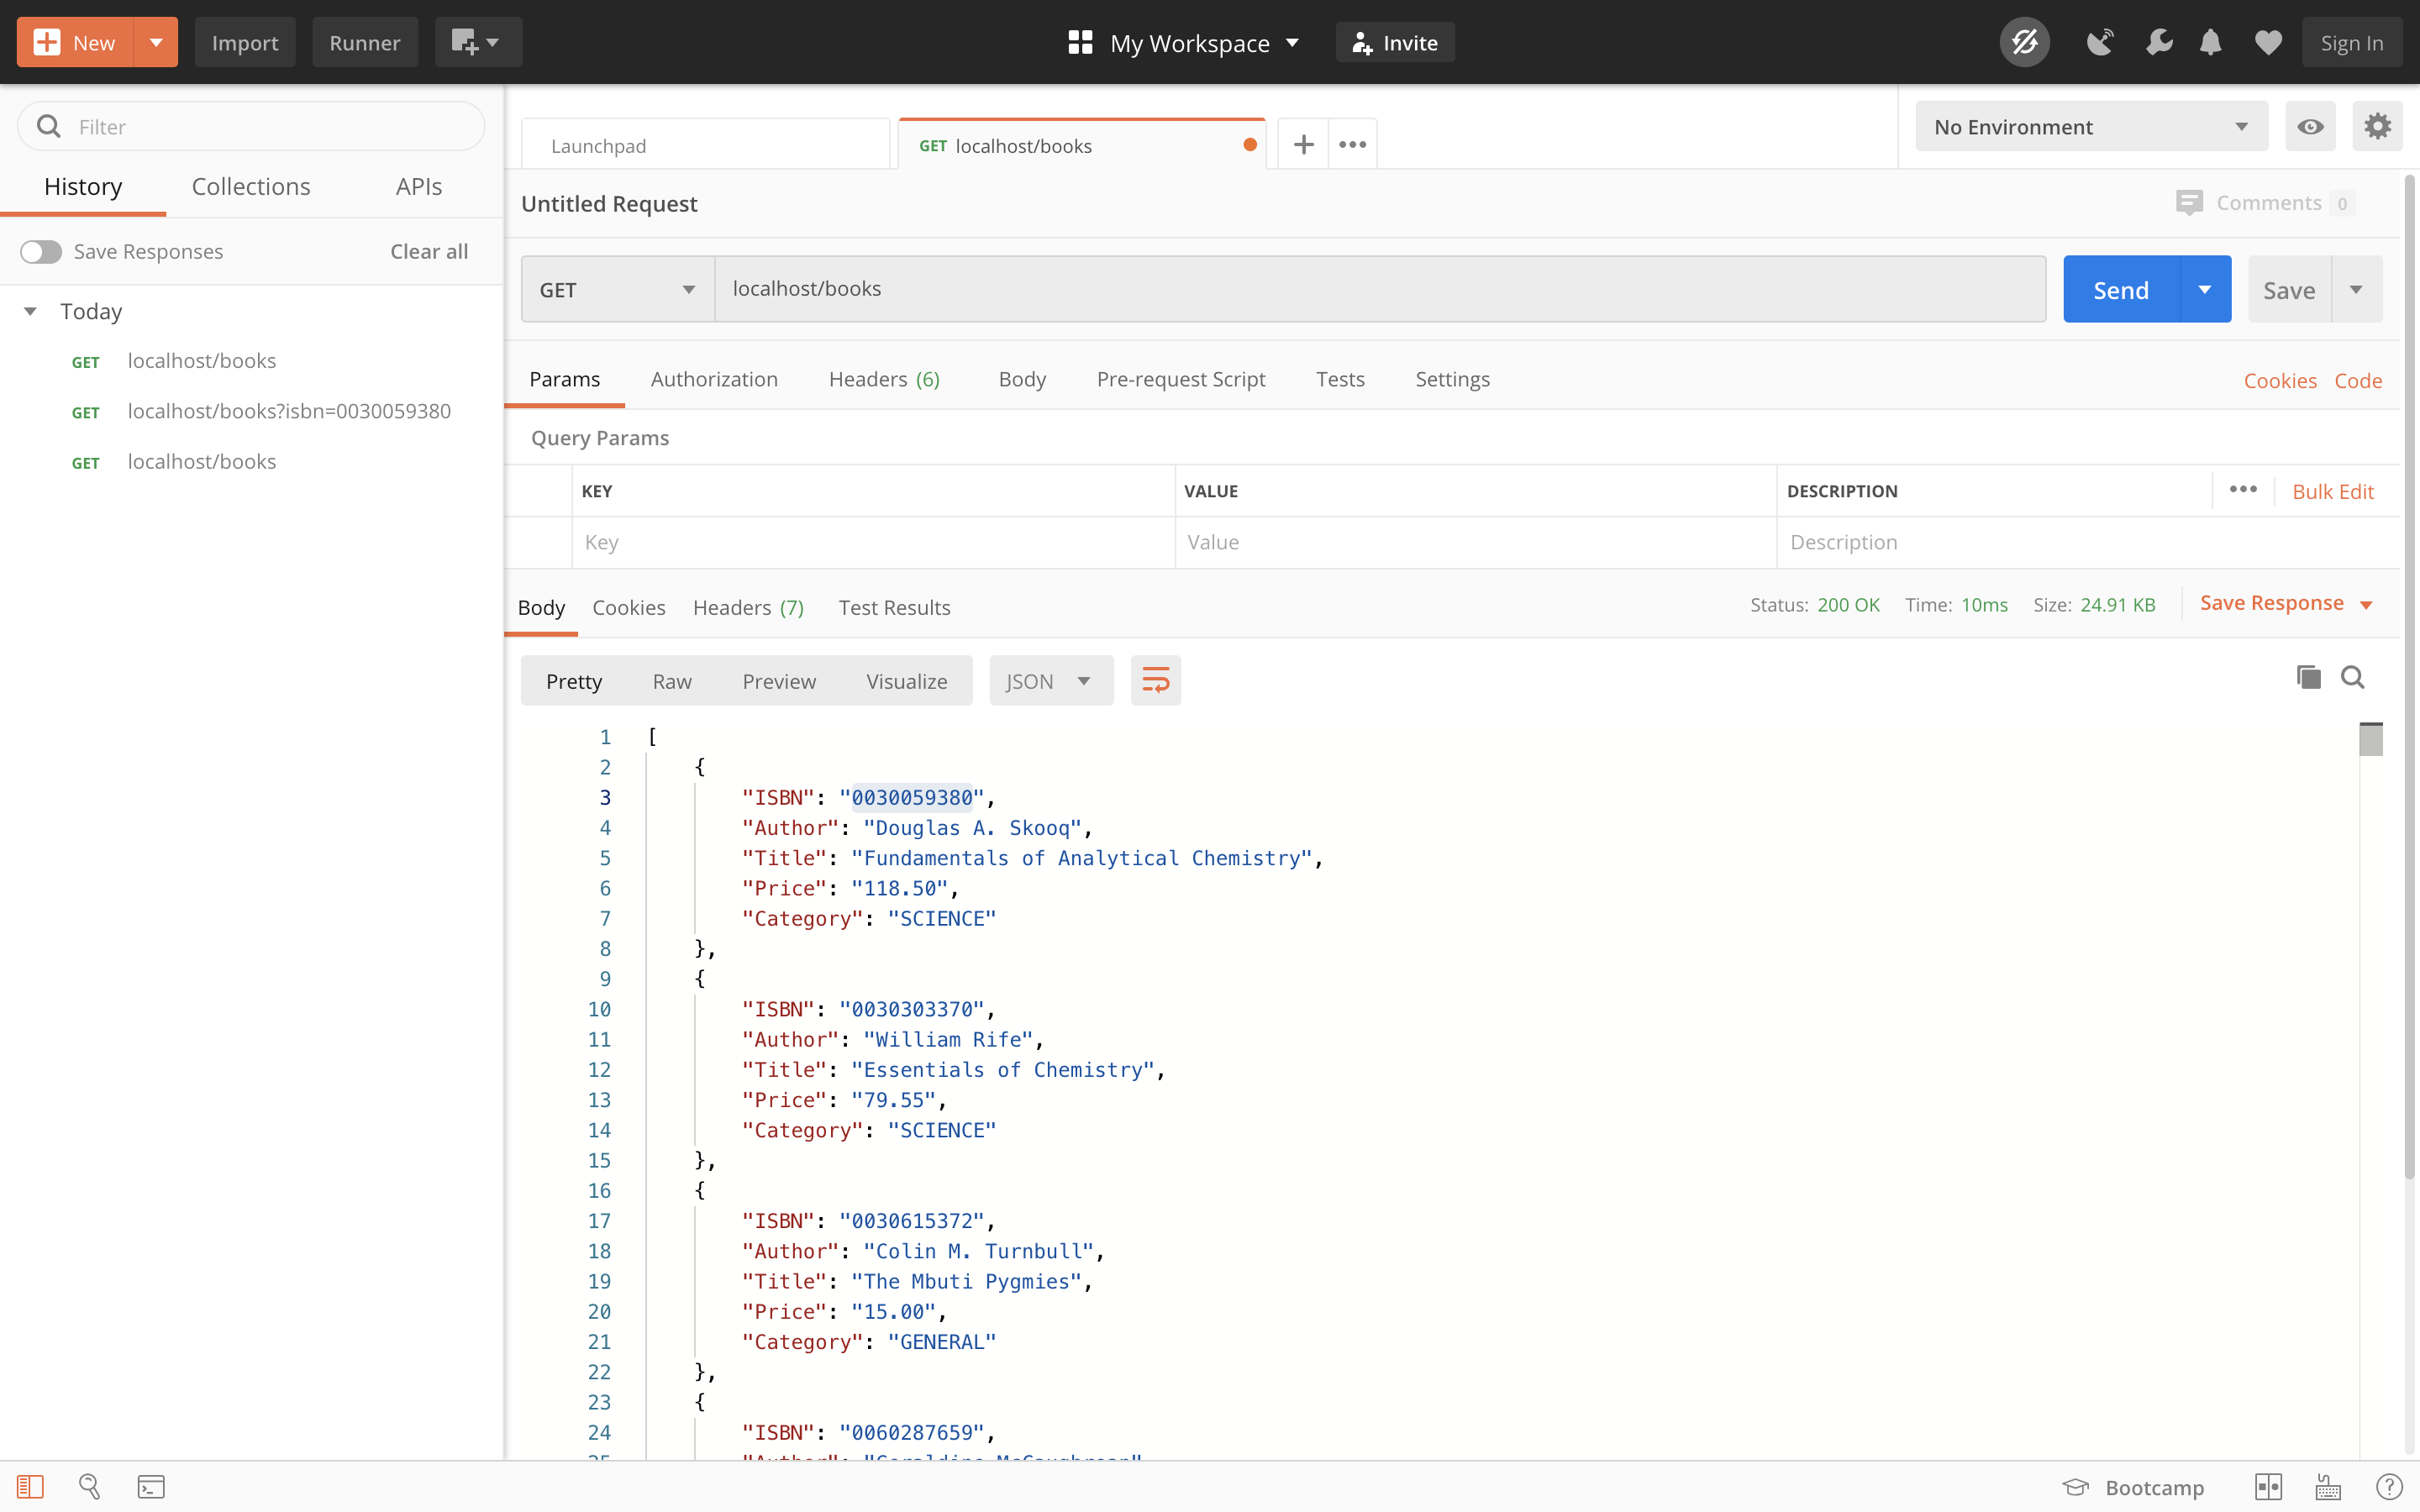 New
Import
Runner
My Workspace
Invite
Sign In
Filter
History Collections APIs
Save Responses Clear all
Today
GET localhost/books
GET localhost/books?isbn=0030059380
GET localhost/books
Launchpad
GET localhost/books
No Environment
Untitled Request
Comments 0
GET localhost/books
Send
Save
Params Authorization Headers (6) Body Pre-request Script Tests Settings
Cookies Code
Query Params
KEY VALUE DESCRIPTION
Bulk Edit
Key Value Description
Body Cookies Headers (7) Test Results
Status: 200 OK Time: 10ms Size: 24.91 KB Save Response
Pretty Raw Preview Visualize JSON
1 [
2 {
3 "ISBN": "0030059380",
4 "Author": "Douglas A. Skooq",
5 "Title": "Fundamentals of Analytical Chemistry",
6 "Price": "118.50",
7 "Category": "SCIENCE"
8 },
9 {
10 "ISBN": "0030303370",
11 "Author": "William Rife",
12 "Title": "Essentials of Chemistry",
13 "Price": "79.55",
14 "Category": "SCIENCE"
15 },
16 {
17 "ISBN": "0030615372",
18 "Author": "Colin M. Turnbull",
19 "Title": "The Mbuti Pygmies",
20 "Price": "15.00",
21 "Category": "GENERAL"
22 },
23 {
24 "ISBN": "0060287659",
Bootcamp